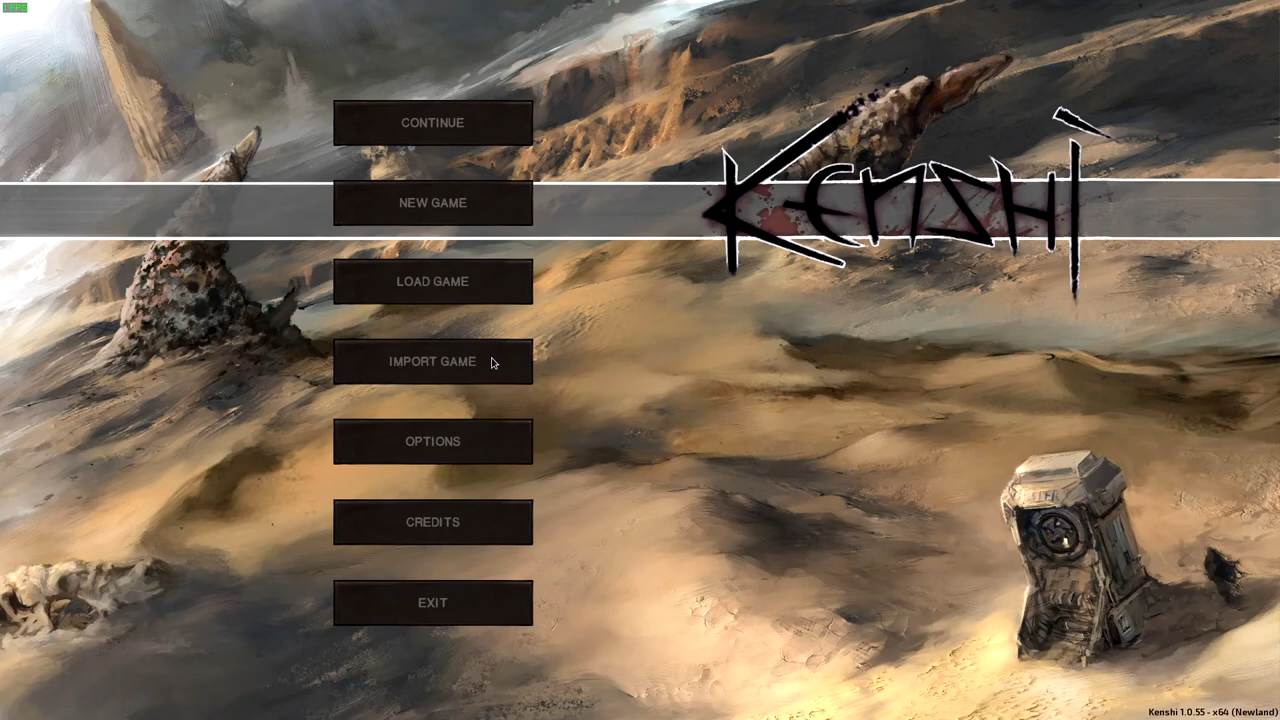 CONTINUE
NEW GAME
KENSHI
LOAD GAME
IMPORT GAME
OPTIONS
CREDITS
EXIT
Kenshi 1.0.55 - x64 (Newland)